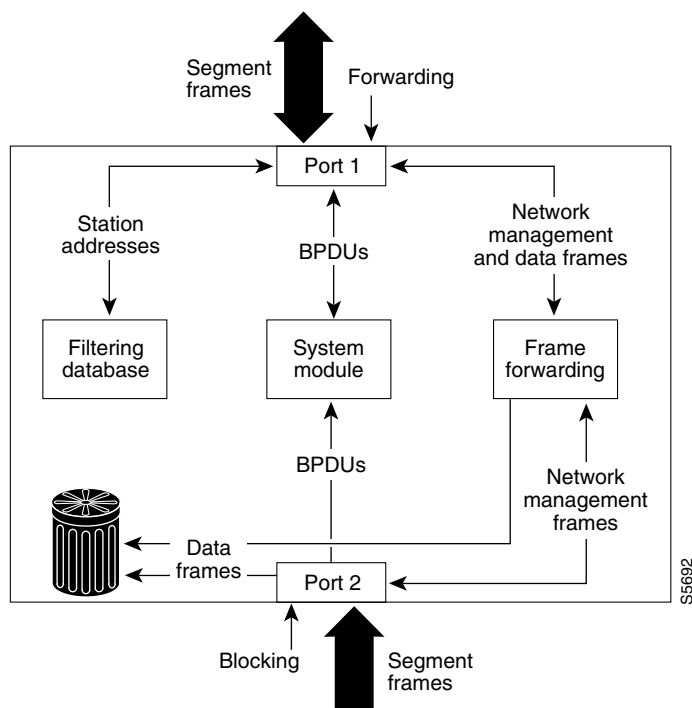 Segment
frames
Forwarding
Port 1
Station
addresses
BPDUs
Network
management
and data frames
Filtering
database
System
module
Frame
forwarding
BPDUs
Network
management
frames
Data
frames
Port 2
Blocking
Segment
frames
S5692